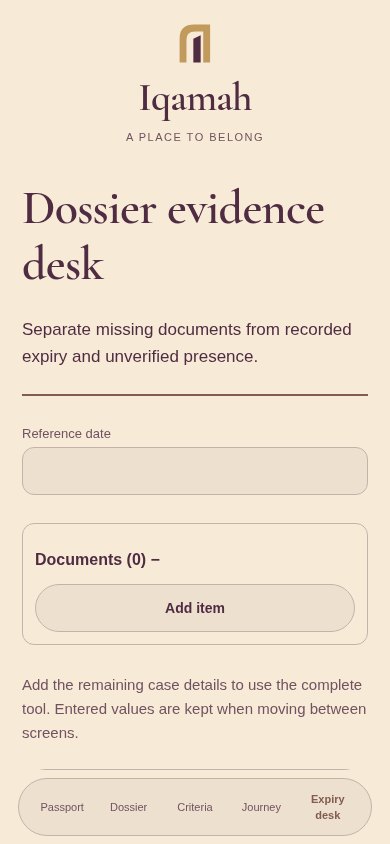 Iqamah
A PLACE TO BELONG
Dossier evidence
desk
Separate missing documents from recorded
expiry and unverified presence.
Reference date
Documents (0) –
Add item
Add the remaining case details to use the complete
tool. Entered values are kept when moving between
screens.
Passport
Dossier
Criteria
Journey
Expiry
desk